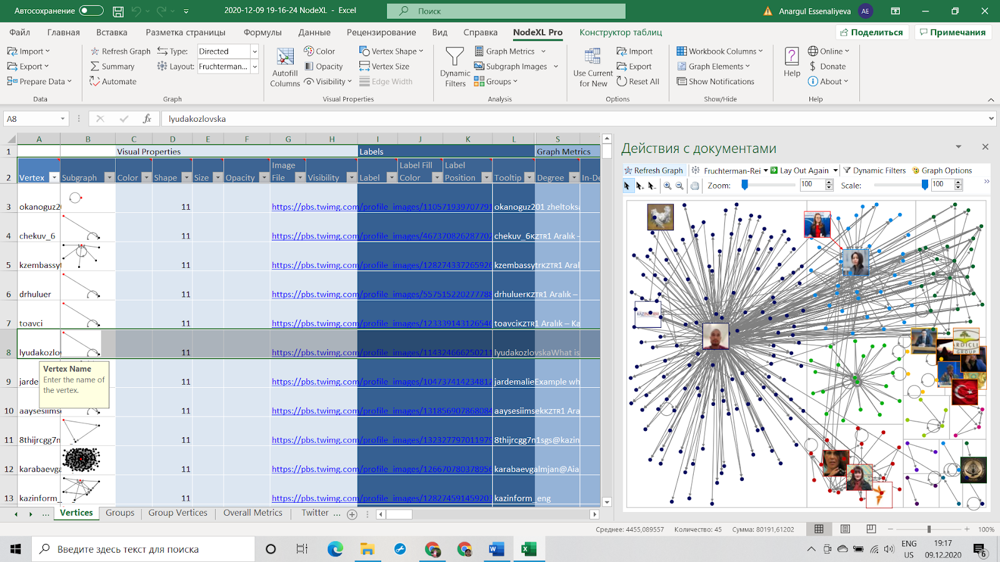 Автосохранение
2020-12-09 19-16-24 NodeXL - Excel
Поиск
Anargul Essenaliyeva AE
Файл Главная Вставка Разметка страницы Формулы Данные Рецензирование Вид Справка NodeXL Pro Конструктор таблиц Поделиться Примечания
Import Refresh Graph Type: Directed Color Vertex Shape Graph Metrics Import Workbook Columns Online
Export Summary Layout: Fruchterman... Opacity Vertex Size Subgraph Images Export Graph Elements Donate
Prepare Data Automate Visibility Edge Width Groups Reset All Show Notifications About
Autofill Columns Dynamic Filters Use Current for New Help
Data Graph Visual Properties Analysis Options Show/Hide Help
A8 fx lyudakozlovska
A B C D E F G H I J K L S
1 Visual Properties Labels Graph Metrics
2 Vertex Subgraph Color Shape Size Opacity Image File Visibility Label Label Fill Color Label Position Tooltip Degree In-De
3 okanoguz20 11 https://pbs.twimg.com/profile_images/110571939707791 okanoguz201 zheltoksa
4 chekuv_6 11 https://pbs.twimg.com/profile_images/467370826287702 chekuv_6KZTR1 Aralık –
5 kzembassyt 11 https://pbs.twimg.com/profile_images/128274337265926 kzembassytrKZTR1 Aral
6 drhuluer 11 https://pbs.twimg.com/profile_images/557515220277788 drhuluerKZTR1 Aralık –
7 toavci 11 https://pbs.twimg.com/profile_images/123339143126546 toavciKZTR1 Aralık – Ka
8 lyudakozlo 11 https://pbs.twimg.com/profile_images/114324666250211 lyudakozlovskaWhat is
9 jarde 11 https://pbs.twimg.com/profile_images/104737414234812 jardemalieExample wh
10 aaysesiimse 11 https://pbs.twimg.com/profile_images/131856907868084 aaysesiimsekKZTR1 Ara
11 8thijrcgg7n 11 https://pbs.twimg.com/profile_images/132327797011979 8thijrcgg7n1sgs@kazin
12 karabaevga 11 https://pbs.twimg.com/profile_images/126670780378956 karabaevgalmjan@Aia
13 kazinform_ 11 https://pbs.twimg.com/profile_images/128274591459203 kazinform_eng
Vertex Name
Enter the name of
the vertex.
Действия с документами
Refresh Graph Fruchterman-Rei Lay Out Again Dynamic Filters Graph Options
Zoom: 100 Scale: 100
KAZINFORM
ARDICLI
GROUP
... Vertices Groups Group Vertices Overall Metrics Twitter ...
Среднее: 4455,089557 Количество: 45 Сумма: 80191,61202 100%
Введите здесь текст для поиска
ENG
US
19:17
09.12.2020
6